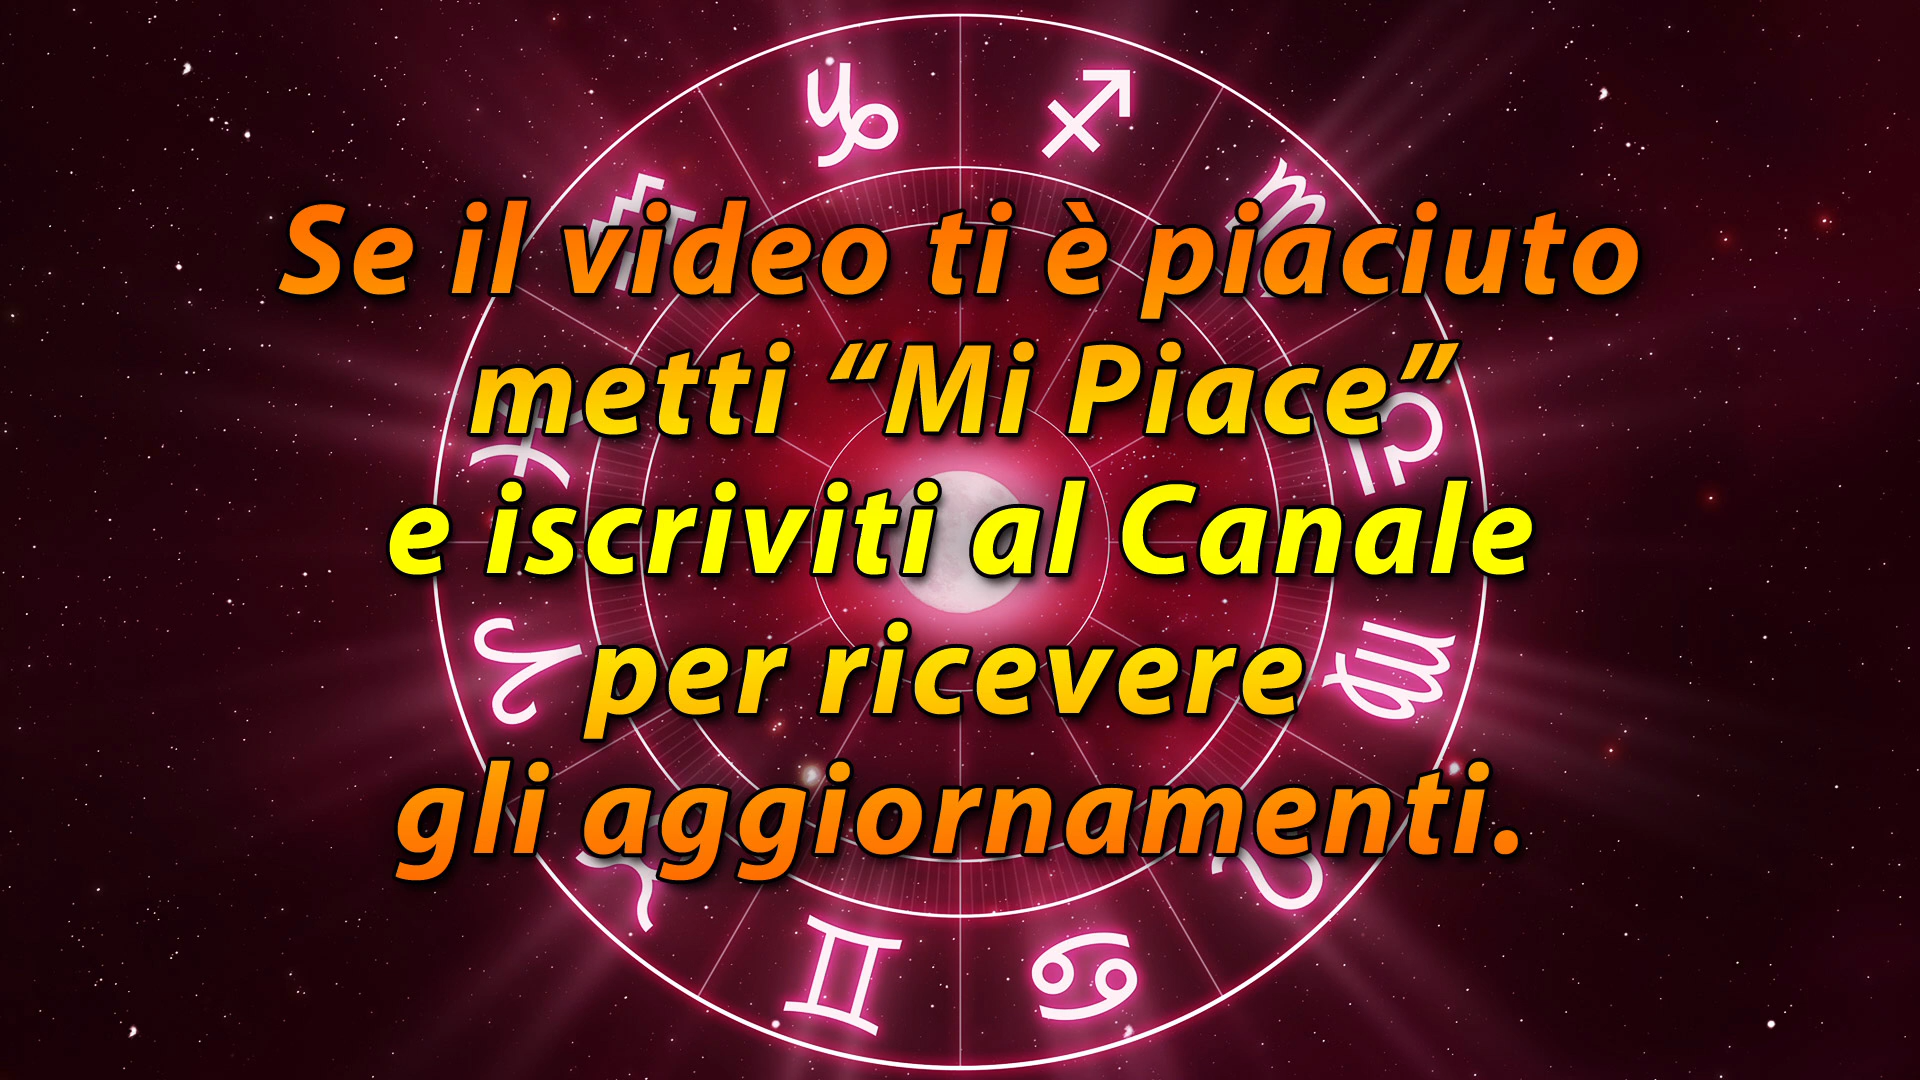 Se il video ti è piaciuto
metti “Mi Piace”
e iscriviti al Canale
per ricevere
gli aggiornamenti.